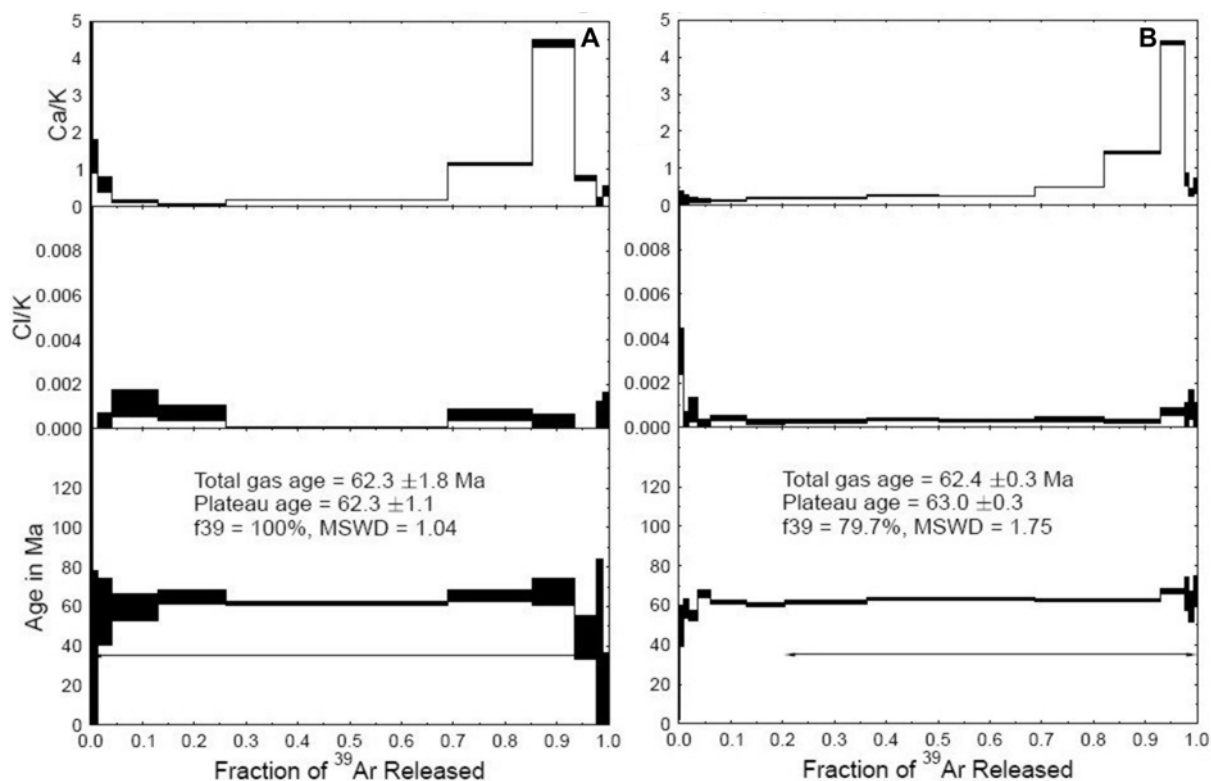 A
B
Ca/K
5
4
3
2
1
0
5
4
3
2
1
0
Cl/K
0.008
0.006
0.004
0.002
0.000
0.008
0.006
0.004
0.002
0.000
Age in Ma
120
100
80
60
40
20
0
120
100
80
60
40
20
0
Total gas age = 62.3 ±1.8 Ma
Plateau age = 62.3 ±1.1
f39 = 100%, MSWD = 1.04
Total gas age = 62.4 ±0.3 Ma
Plateau age = 63.0 ±0.3
f39 = 79.7%, MSWD = 1.75
0.0 0.1 0.2 0.3 0.4 0.5 0.6 0.7 0.8 0.9 1.0
0.0 0.1 0.2 0.3 0.4 0.5 0.6 0.7 0.8 0.9 1.0
Fraction of ³⁹Ar Released
Fraction of ³⁹Ar Released